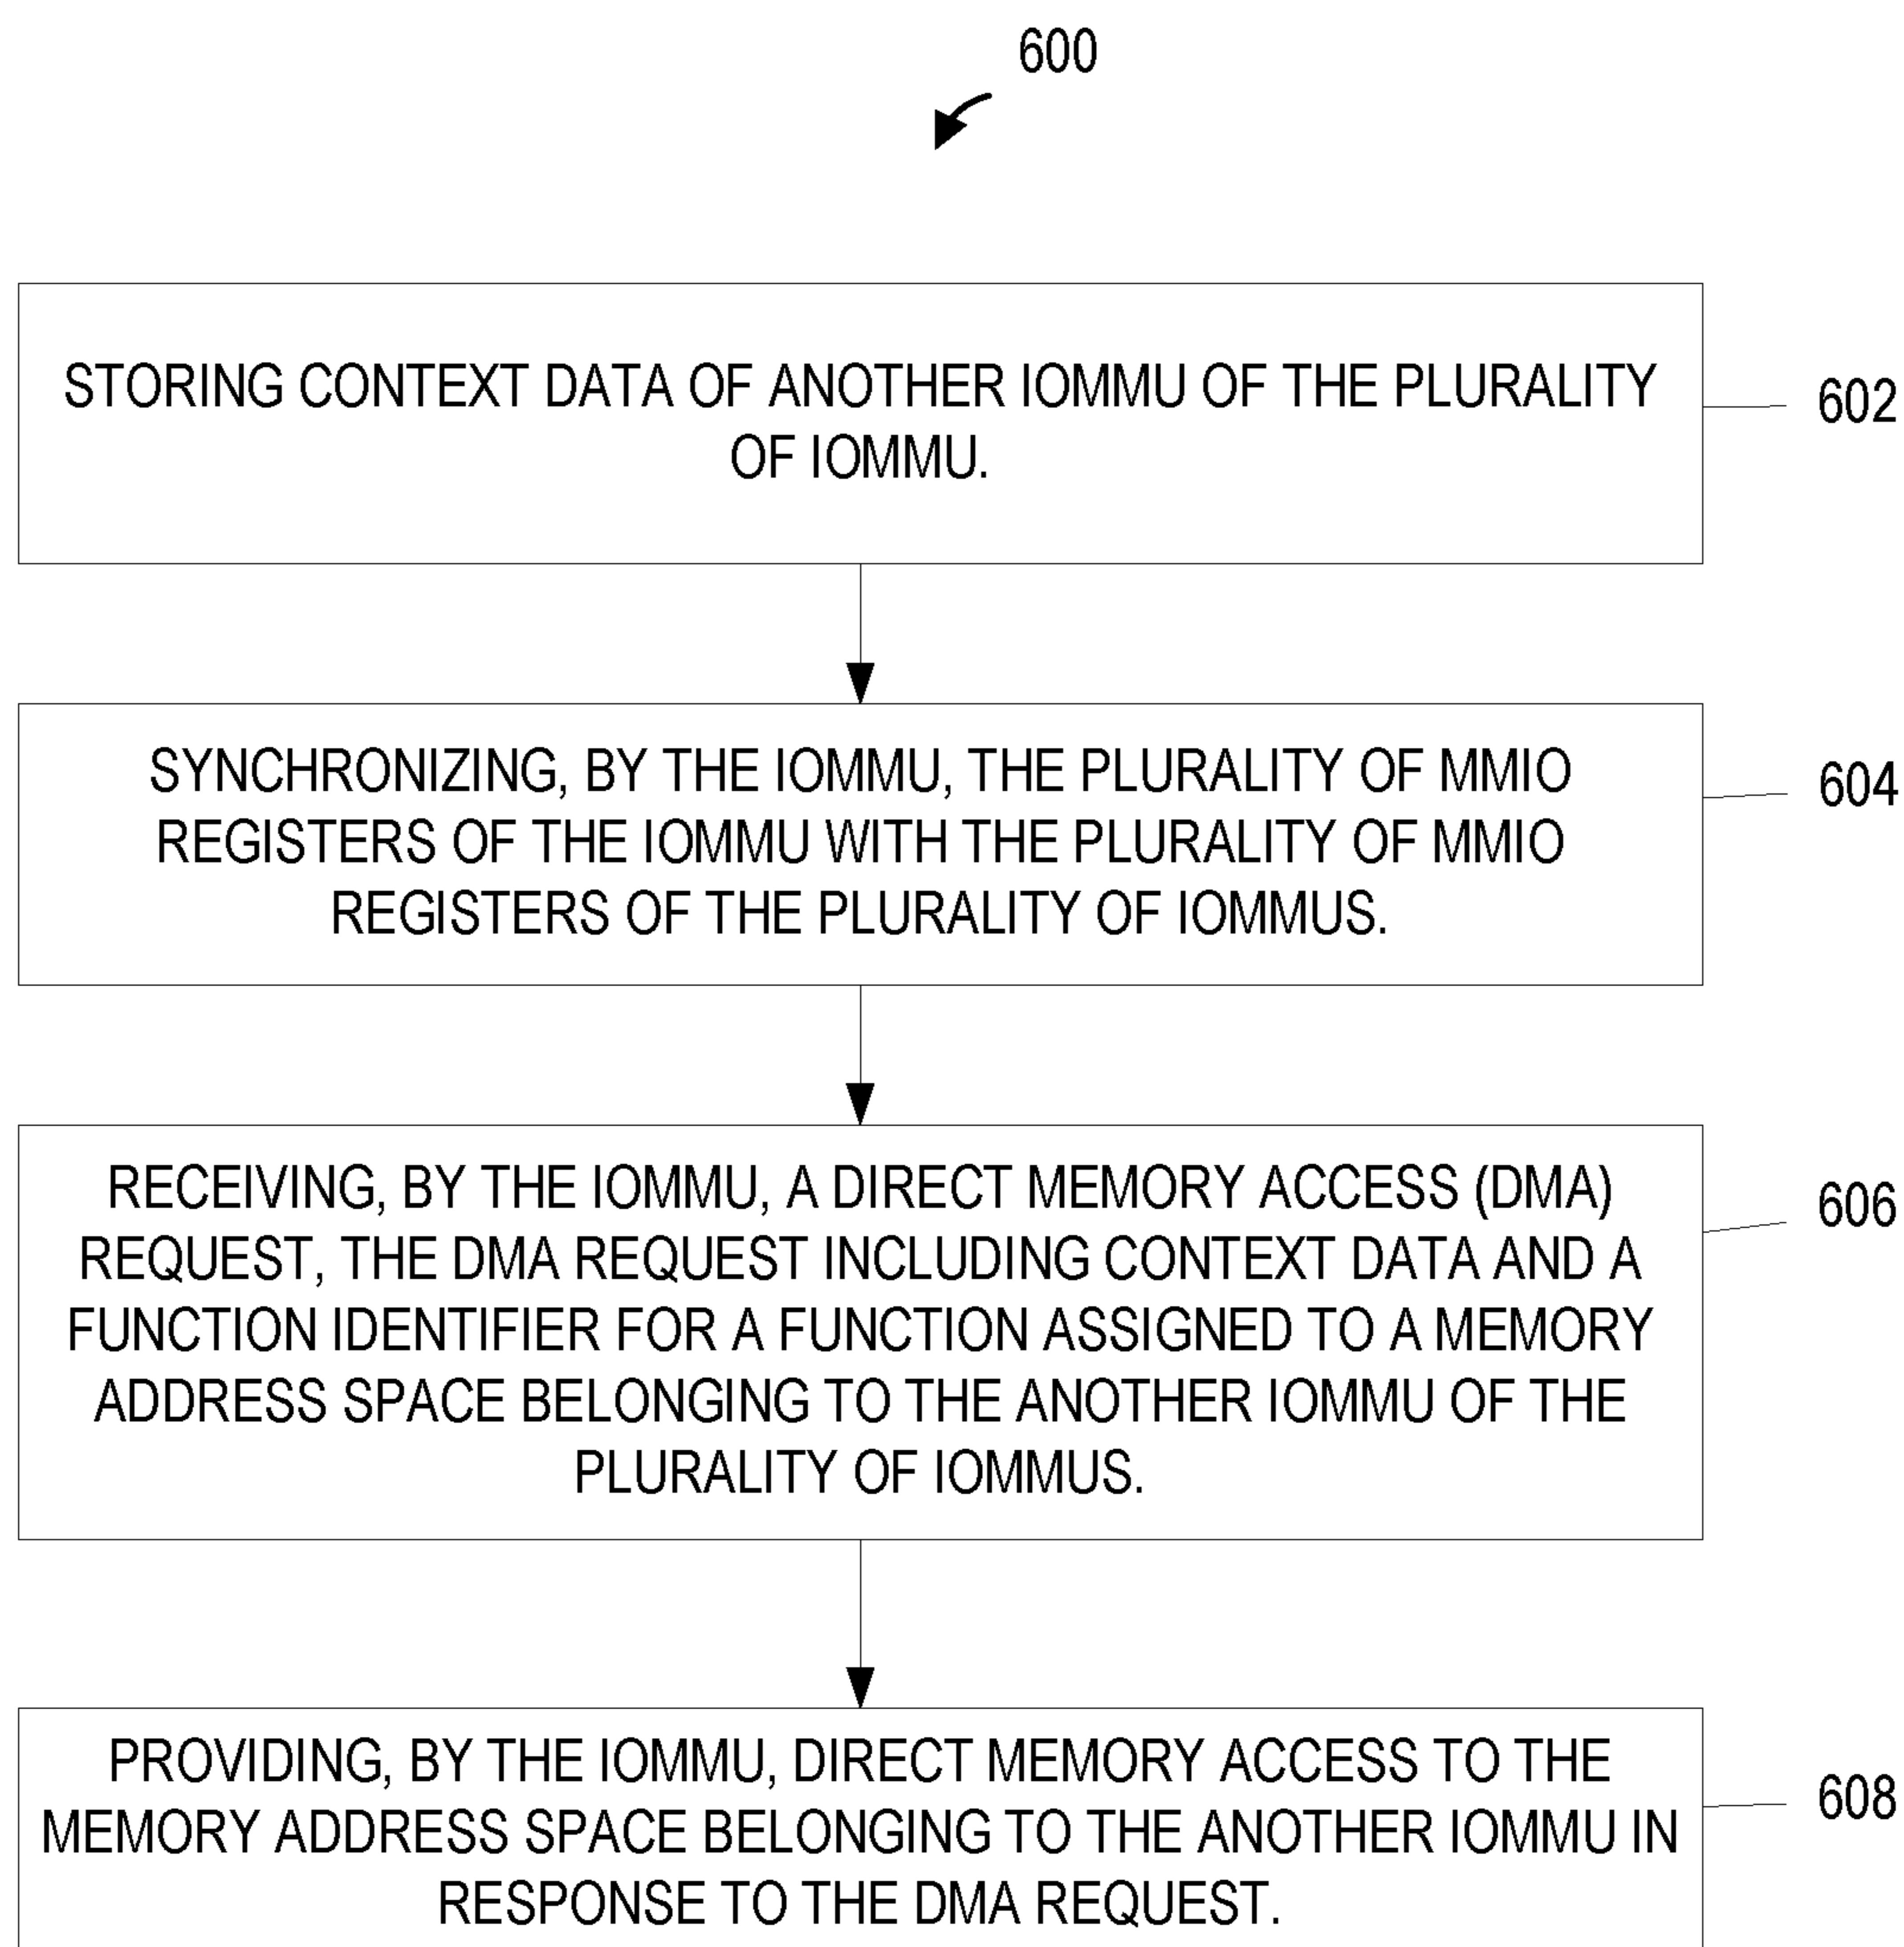 600
STORING CONTEXT DATA OF ANOTHER IOMMU OF THE PLURALITY
OF IOMMU.
602
SYNCHRONIZING, BY THE IOMMU, THE PLURALITY OF MMIO
REGISTERS OF THE IOMMU WITH THE PLURALITY OF MMIO
REGISTERS OF THE PLURALITY OF IOMMUS.
604
RECEIVING, BY THE IOMMU, A DIRECT MEMORY ACCESS (DMA)
REQUEST, THE DMA REQUEST INCLUDING CONTEXT DATA AND A
FUNCTION IDENTIFIER FOR A FUNCTION ASSIGNED TO A MEMORY
ADDRESS SPACE BELONGING TO THE ANOTHER IOMMU OF THE
PLURALITY OF IOMMUS.
606
PROVIDING, BY THE IOMMU, DIRECT MEMORY ACCESS TO THE
MEMORY ADDRESS SPACE BELONGING TO THE ANOTHER IOMMU IN
RESPONSE TO THE DMA REQUEST.
608